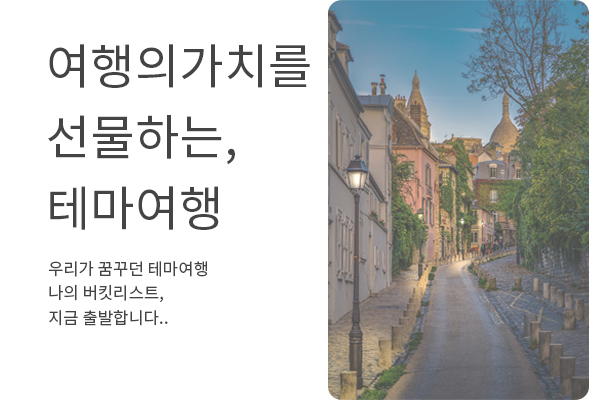 여행의가치를
선물하는,
테마여행
우리가 꿈꾸던 테마여행
나의 버킷리스트,
지금 출발합니다..